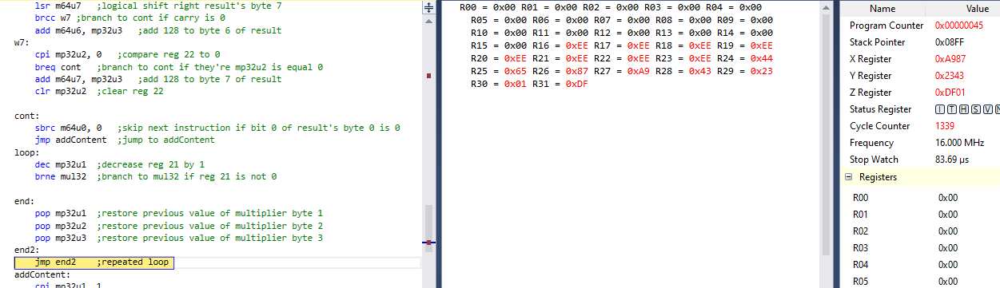 lsr m64u7 ;logical shift right result's byte 7
brcc w7 ;branch to cont if carry is 0
add m64u6, mp32u3 ;add 128 to byte 6 of result
w7:
cpi mp32u2, 0 ;compare reg 22 to 0
breq cont ;branch to cont if they're mp32u2 is equal 0
add m64u7, mp32u3 ;add 128 to byte 7 of result
clr mp32u2 ;clear reg 22
cont:
sbrc m64u0, 0 ;skip next instruction if bit 0 of result's byte 0 is 0
jmp addContent ;jump to addContent
loop:
dec mp32u1 ;decrease reg 21 by 1
brne mul32 ;branch to mul32 if reg 21 is not 0
end:
pop mp32u1 ;restore previous value of multiplier byte 1
pop mp32u2 ;restore previous value of multiplier byte 2
pop mp32u3 ;restore previous value of multiplier byte 3
end2:
jmp end2 ;repeated loop
addContent:
cpi mp32u1, 1
R00 = 0x00 R01 = 0x00 R02 = 0x00 R03 = 0x00 R04 = 0x00
R05 = 0x00 R06 = 0x00 R07 = 0x00 R08 = 0x00 R09 = 0x00
R10 = 0x00 R11 = 0x00 R12 = 0x00 R13 = 0x00 R14 = 0x00
R15 = 0x00 R16 = 0xEE R17 = 0xEE R18 = 0xEE R19 = 0xEE
R20 = 0xEE R21 = 0xEE R22 = 0xEE R23 = 0xEE R24 = 0x44
R25 = 0x65 R26 = 0x87 R27 = 0xA9 R28 = 0x43 R29 = 0x23
R30 = 0x01 R31 = 0xDF
Name Value
Program Counter 0x00000045
Stack Pointer 0x08FF
X Register 0xA987
Y Register 0x2343
Z Register 0xDF01
Status Register I T H S V N
Cycle Counter 1339
Frequency 16.000 MHz
Stop Watch 83.69 µs
Registers
R00 0x00
R01 0x00
R02 0x00
R03 0x00
R04 0x00
R05 0x00